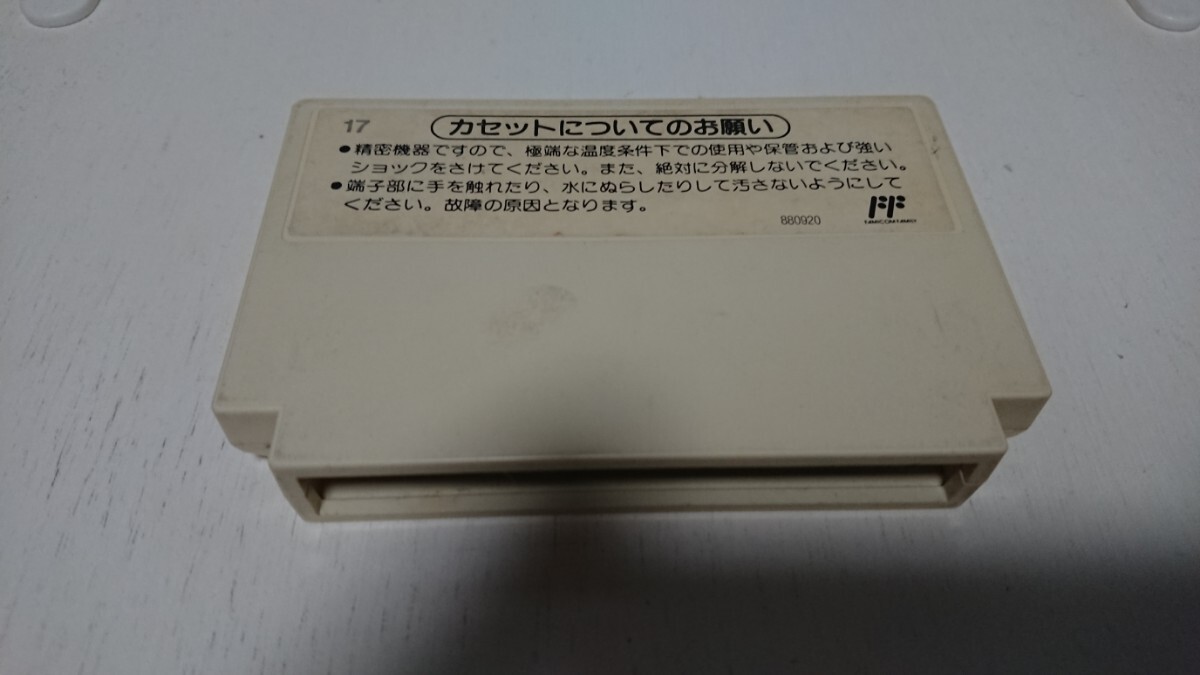 17
カセットについてのお願い
●精密機器ですので、極端な温度条件下での使用や保管および強い
ショックをさけてください。また、絶対に分解しないでください。
●端子部に手を触れたり、水にぬらしたりして汚さないようにして
ください。故障の原因となります。
880920
FF